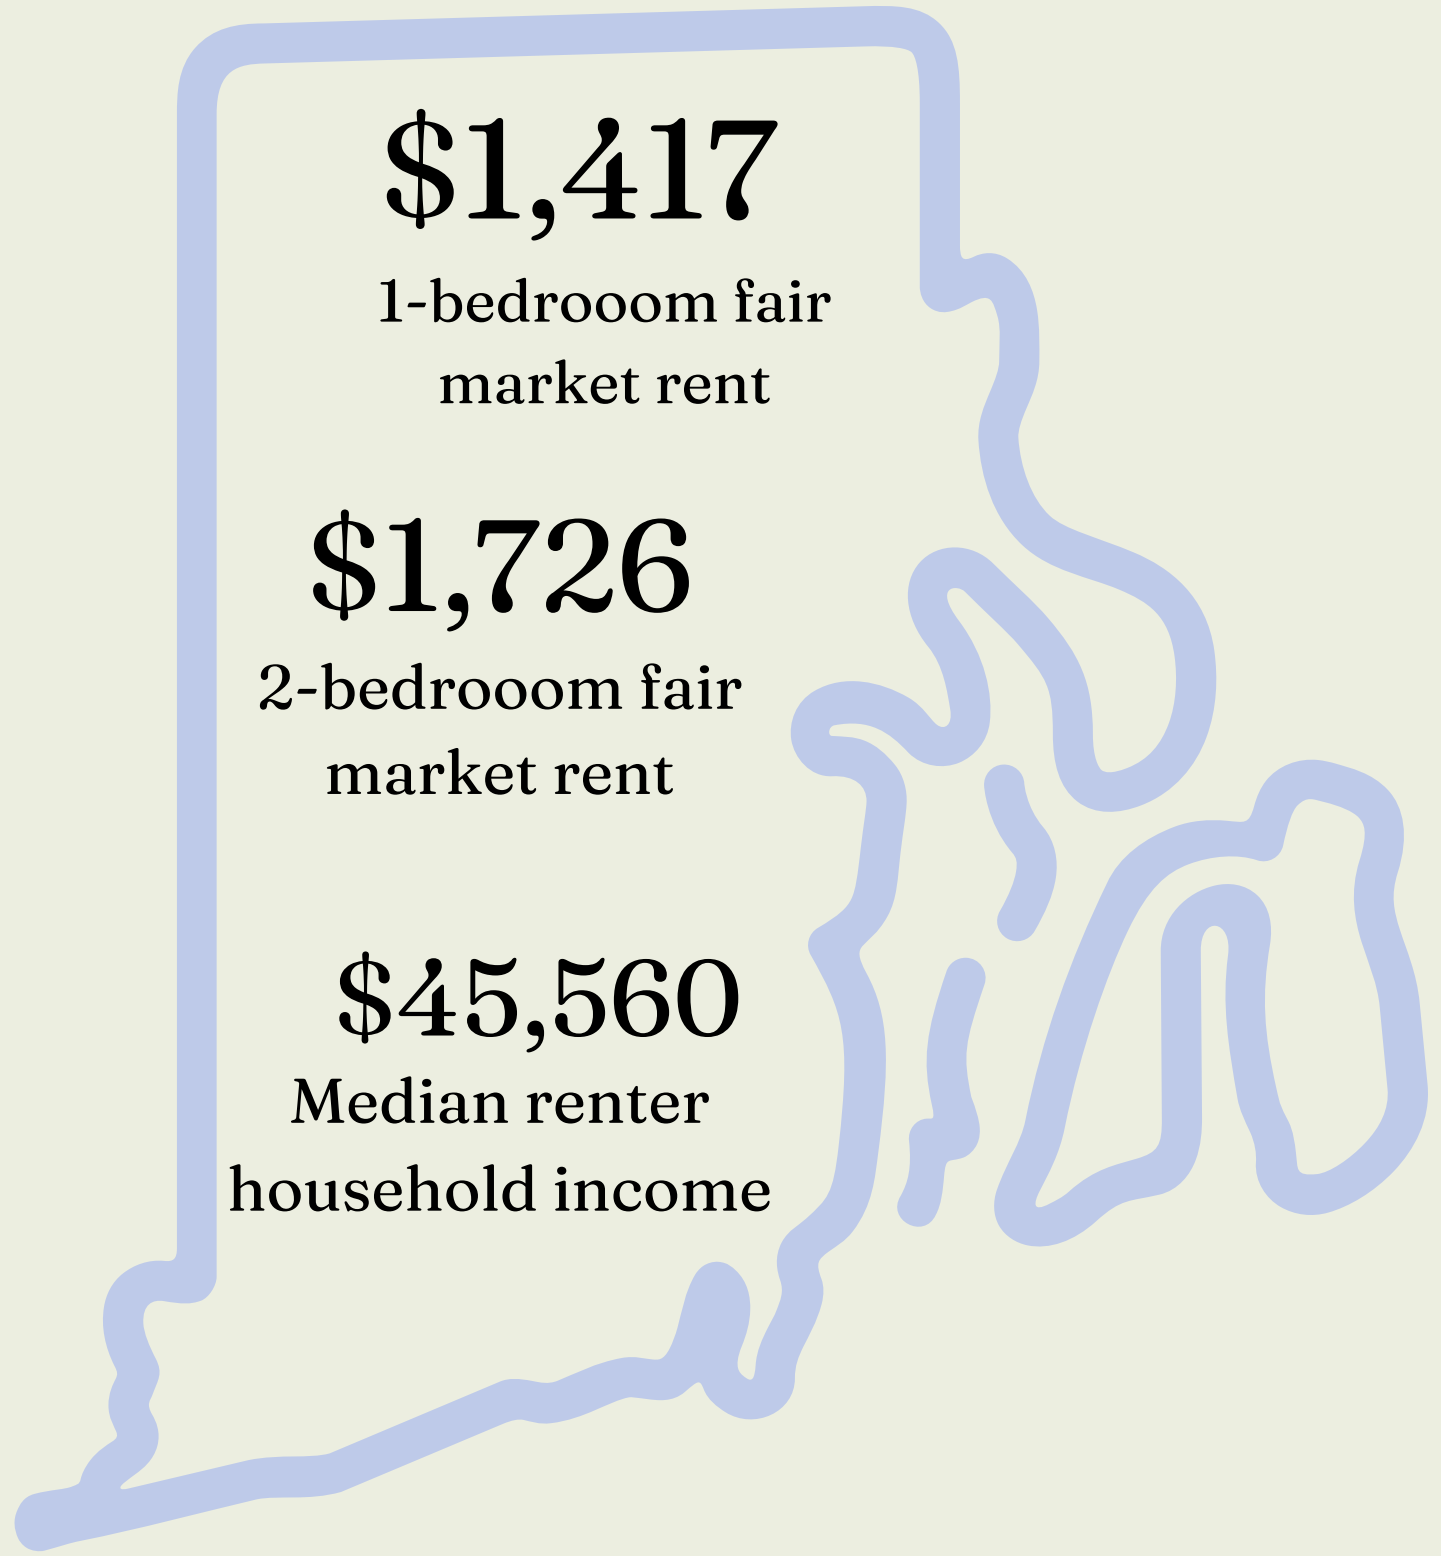 $1,417
1-bedrooom fair
market rent
$1,726
2-bedrooom fair
market rent
$45,560
Median renter
household income